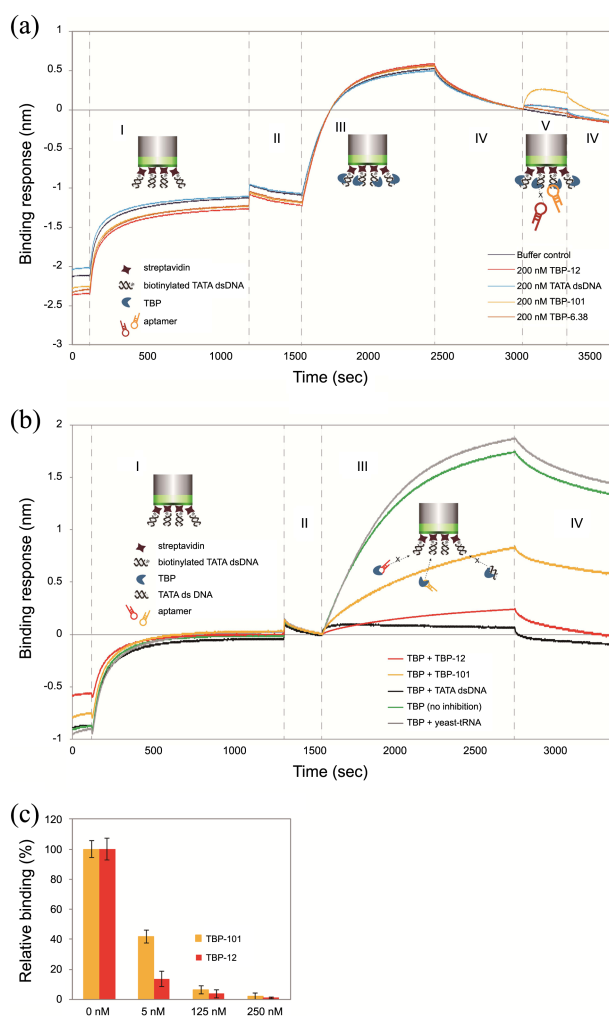 (a)
1
0
-0.5
-1.0
-1.5
-2.0
-2.5
-3
Binding response (nm)
I
II
III
IV
V
IV
x
streptavidin
biotinylated TATA dsDNA
TBP
aptamer
Buffer control
200 nM TBP-12
200 nM TATA dsDNA
200 nM TBP-101
200 nM TBP-6.38
500
1000
1500
2000
2500
3000
3500
Time (sec)
(b)
2
1.5
1
0.5
0
-0.5
-1
Binding response (nm)
I
II
III
IV
x
x
streptavidin
biotinylated TATA dsDNA
TBP
TATA ds DNA
aptamer
TBP + TBP-12
TBP + TBP-101
TBP + TATA dsDNA
TBP (no inhibition)
TBP + yeast-tRNA
0
500
1000
1500
2000
2500
3000
Time (sec)
(c)
120
100
80
60
40
20
0
Relative binding (%)
TBP-101
TBP-12
0 nM
5 nM
125 nM
250 nM